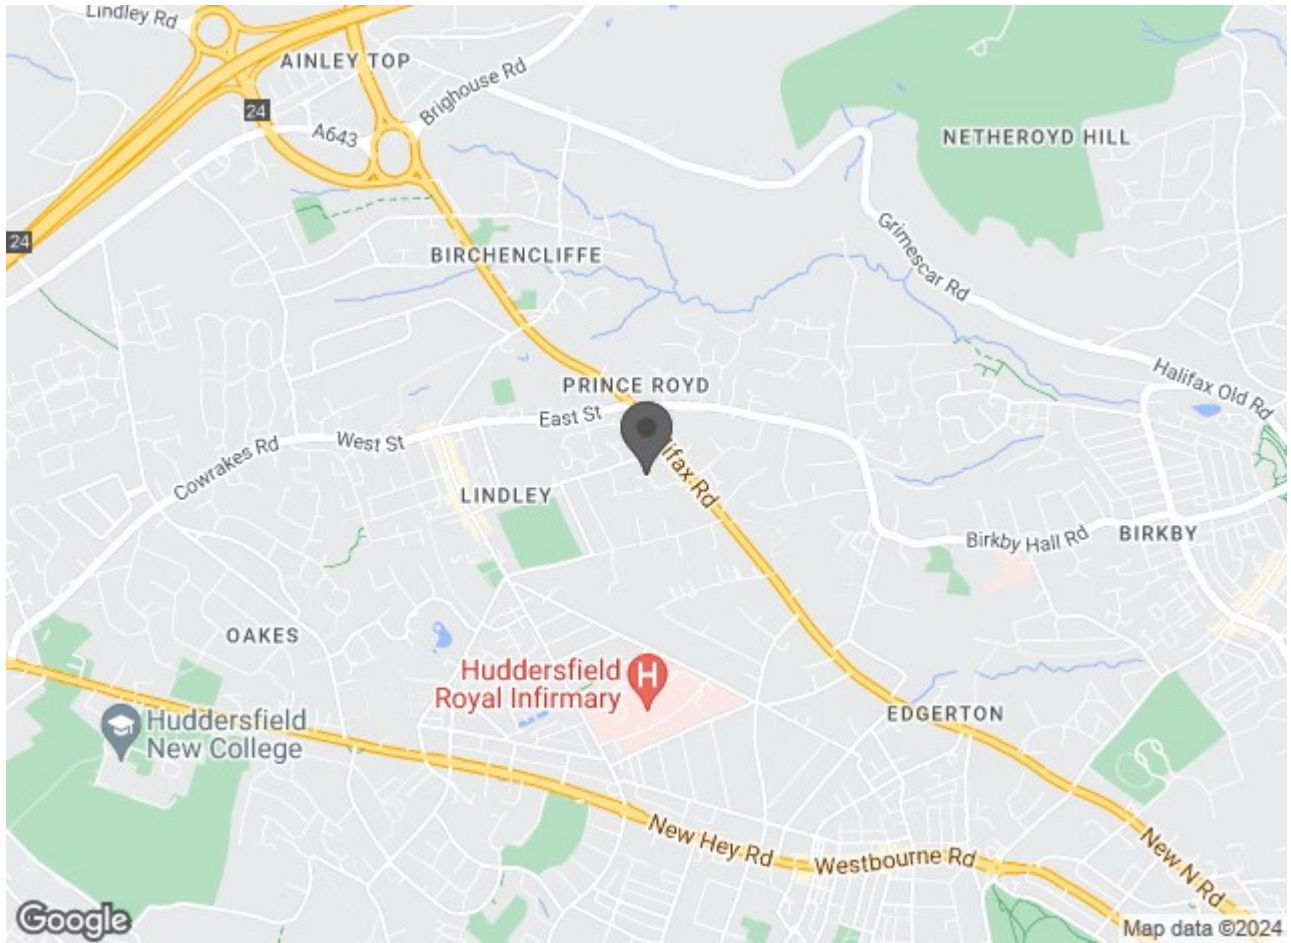 Lindley Rd
AINLEY TOP
Brighouse Rd
24
A643
NETHEROYD HILL
24
BIRCHENCLIFFE
Grimescar Rd
PRINCE ROYD
Halifax Old Rd
East St
West St
Cowrakes Rd
lifax Rd
LINDLEY
Birkby Hall Rd
BIRKBY
OAKES
Huddersfield
Royal Infirmary
H
EDGERTON
Huddersfield
New College
New Hey Rd
Westbourne Rd
New N Rd
Google
Map data ©2024